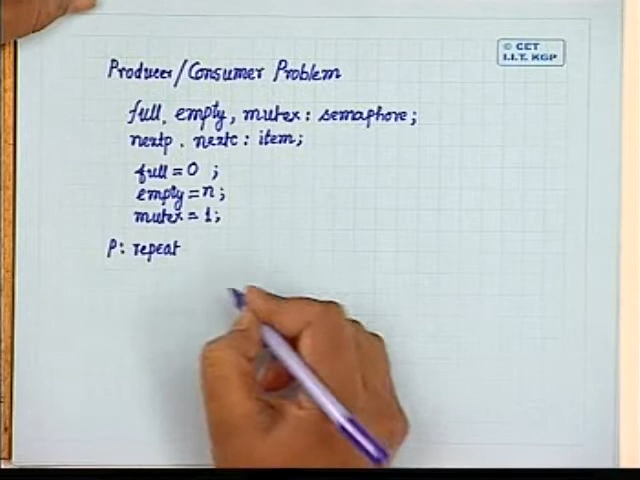 © CET
I.I.T. KGP
Producer/Consumer Problem
full, empty, mutex : semaphore;
nextp, nextc : item;
full = 0 ;
empty = n;
mutex = 1;
P: repeat